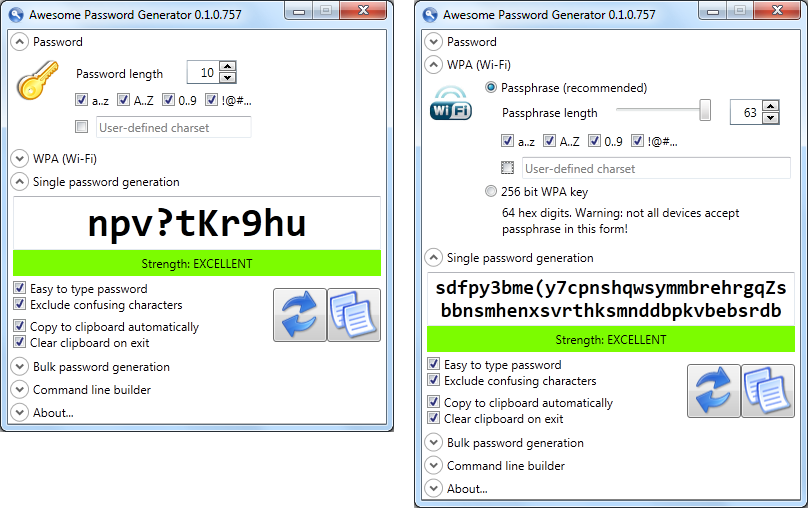 Awesome Password Generator 0.1.0.757
Password
Password length 10
a..z A..Z 0..9 !@#...
User-defined charset
WPA (Wi-Fi)
Single password generation
npv?tKr9hu
Strength: EXCELLENT
Easy to type password
Exclude confusing characters
Copy to clipboard automatically
Clear clipboard on exit
Bulk password generation
Command line builder
About...
Awesome Password Generator 0.1.0.757
Password
WPA (Wi-Fi)
Wi Fi
Passphrase (recommended)
Passphrase length 63
a..z A..Z 0..9 !@#...
User-defined charset
256 bit WPA key
64 hex digits. Warning: not all devices accept
passphrase in this form!
Single password generation
sdfpy3bme(y7cpnshqwsymmbrehrgqZs
bbnsmhenxsvrthksmnddbpkvbebsrdb
Strength: EXCELLENT
Easy to type password
Exclude confusing characters
Copy to clipboard automatically
Clear clipboard on exit
Bulk password generation
Command line builder
About...